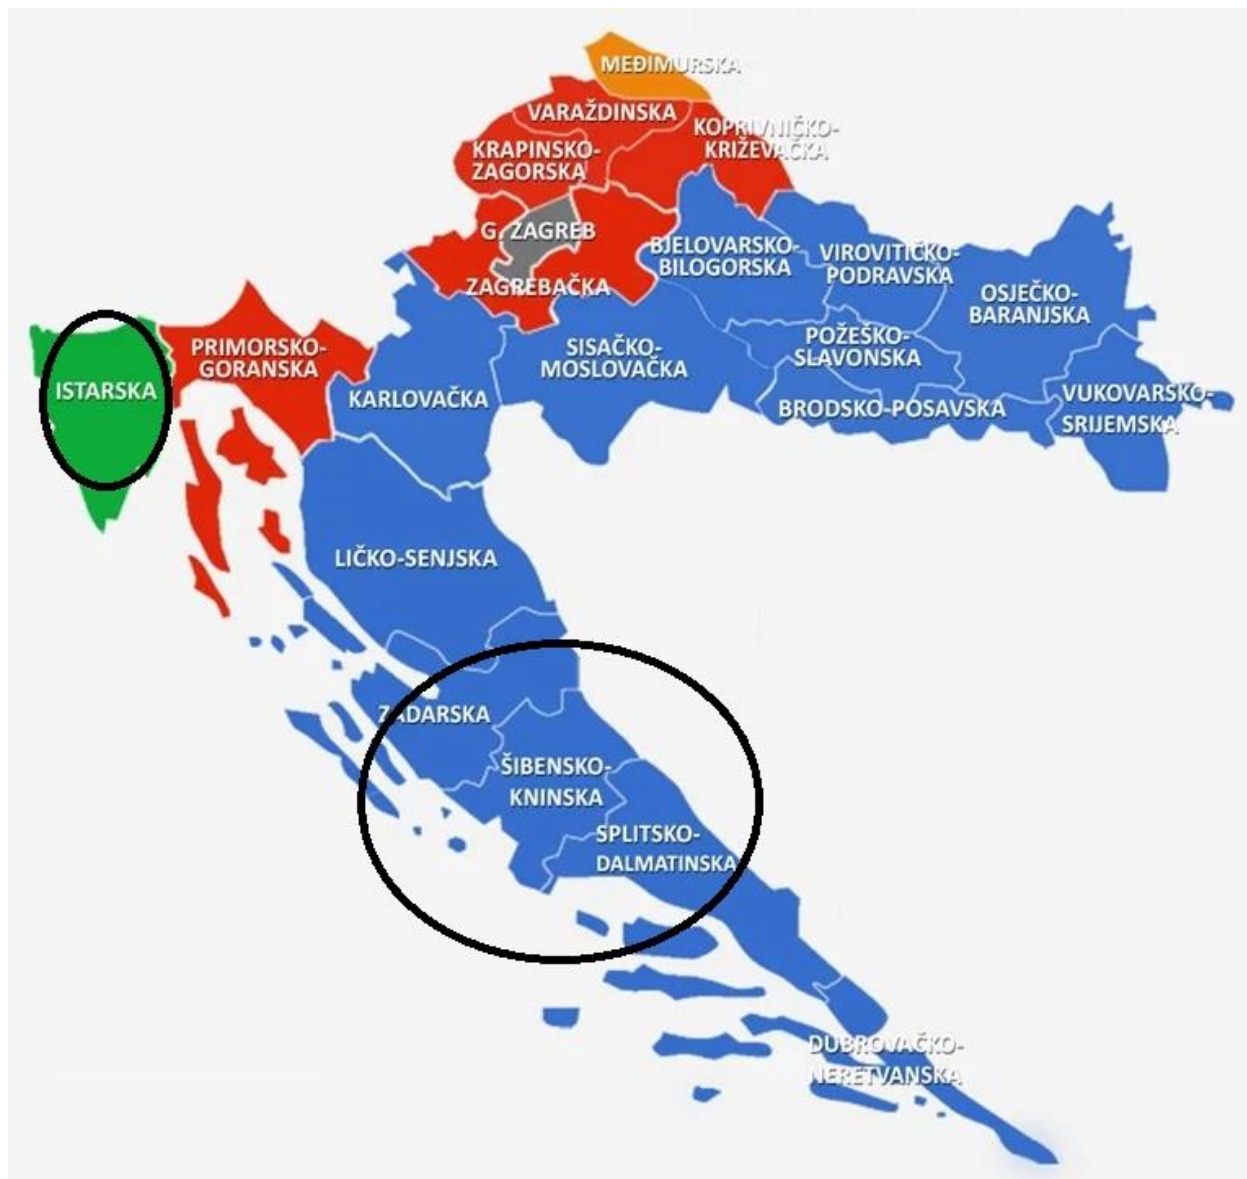 MEĐIMURSKA
VARAŽDINSKA
KOPRIVNIČKO-
KRIŽEVAČKA
KRAPINSKO-
ZAGORSKA
G. ZAGREB
ZAGREBAČKA
BJELOVARSKO-
BILOGORSKA
VIROVITIČKO-
PODRAVSKA
OSJEČKO-
BARANJSKA
PRIMORSKO-
GORANSKA
ISTARSKA
KARLOVAČKA
SISAČKO-
MOSLOVAČKA
POŽEŠKO-
SLAVONSKA
BRODSKO-POSAVSKA
VUKOVARSKO-
SRIJEMSKA
LIČKO-SENJSKA
ZADARSKA
ŠIBENSKO-
KNINSKA
SPLITSKO-
DALMATINSKA
DUBROVAČKO-
NERETVANSKA